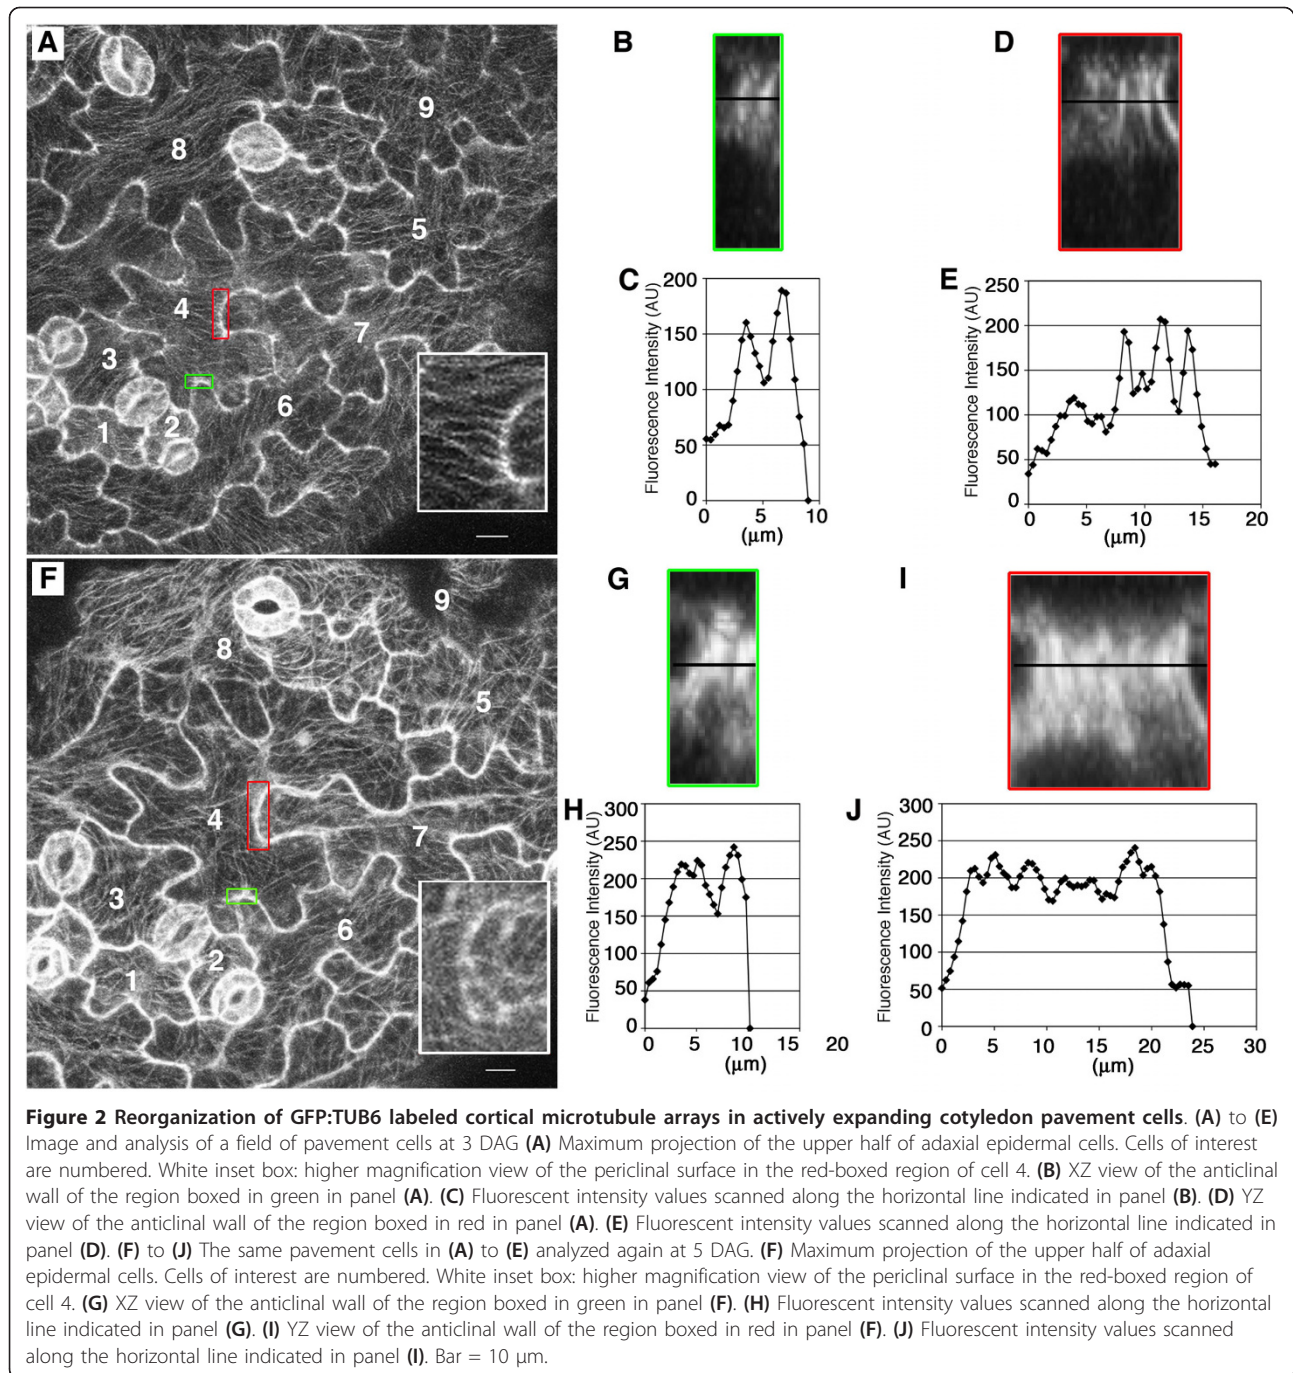 A
8
9
5
4
7
3
6
2
1
B
D
C
Fluorescence Intensity (AU)
200
150
100
50
0
0 5 10
(µm)
E
Fluorescence Intensity (AU)
250
200
150
100
50
0
0 5 10 15 20
(µm)
F
9
8
5
4
7
3
6
2
1
G
I
H
Fluorescence Intensity (AU)
300
250
200
150
100
50
0
0 5 10 15 20
(µm)
J
Fluorescence Intensity (AU)
300
250
200
150
100
50
0
0 5 10 15 20 25 30
(µm)
Figure 2 Reorganization of GFP:TUB6 labeled cortical microtubule arrays in actively expanding cotyledon pavement cells. (A) to (E)
Image and analysis of a field of pavement cells at 3 DAG (A) Maximum projection of the upper half of adaxial epidermal cells. Cells of interest
are numbered. White inset box: higher magnification view of the periclinal surface in the red-boxed region of cell 4. (B) XZ view of the anticlinal
wall of the region boxed in green in panel (A). (C) Fluorescent intensity values scanned along the horizontal line indicated in panel (B). (D) YZ
view of the anticlinal wall of the region boxed in red in panel (A). (E) Fluorescent intensity values scanned along the horizontal line indicated in
panel (D). (F) to (J) The same pavement cells in (A) to (E) analyzed again at 5 DAG. (F) Maximum projection of the upper half of adaxial
epidermal cells. Cells of interest are numbered. White inset box: higher magnification view of the periclinal surface in the red-boxed region of
cell 4. (G) XZ view of the anticlinal wall of the region boxed in green in panel (F). (H) Fluorescent intensity values scanned along the horizontal
line indicated in panel (G). (I) YZ view of the anticlinal wall of the region boxed in red in panel (F). (J) Fluorescent intensity values scanned
along the horizontal line indicated in panel (I). Bar = 10 µm.